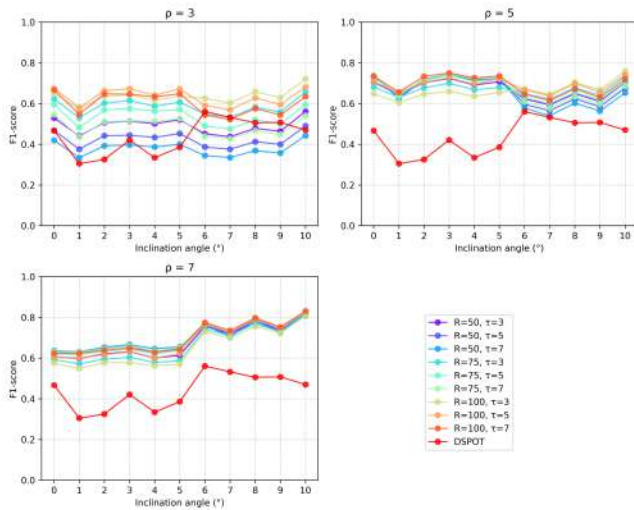 ρ = 3
F1-score
1.0
0.8
0.6
0.4
0.2
0.0
0 1 2 3 4 5 6 7 8 9 10
Inclination angle (°)
ρ = 5
F1-score
1.0
0.8
0.6
0.4
0.2
0.0
0 1 2 3 4 5 6 7 8 9 10
Inclination angle (°)
ρ = 7
F1-score
1.0
0.8
0.6
0.4
0.2
0.0
0 1 2 3 4 5 6 7 8 9 10
Inclination angle (°)
R=50, τ=3
R=50, τ=5
R=50, τ=7
R=75, τ=3
R=75, τ=5
R=75, τ=7
R=100, τ=3
R=100, τ=5
R=100, τ=7
DSPOT